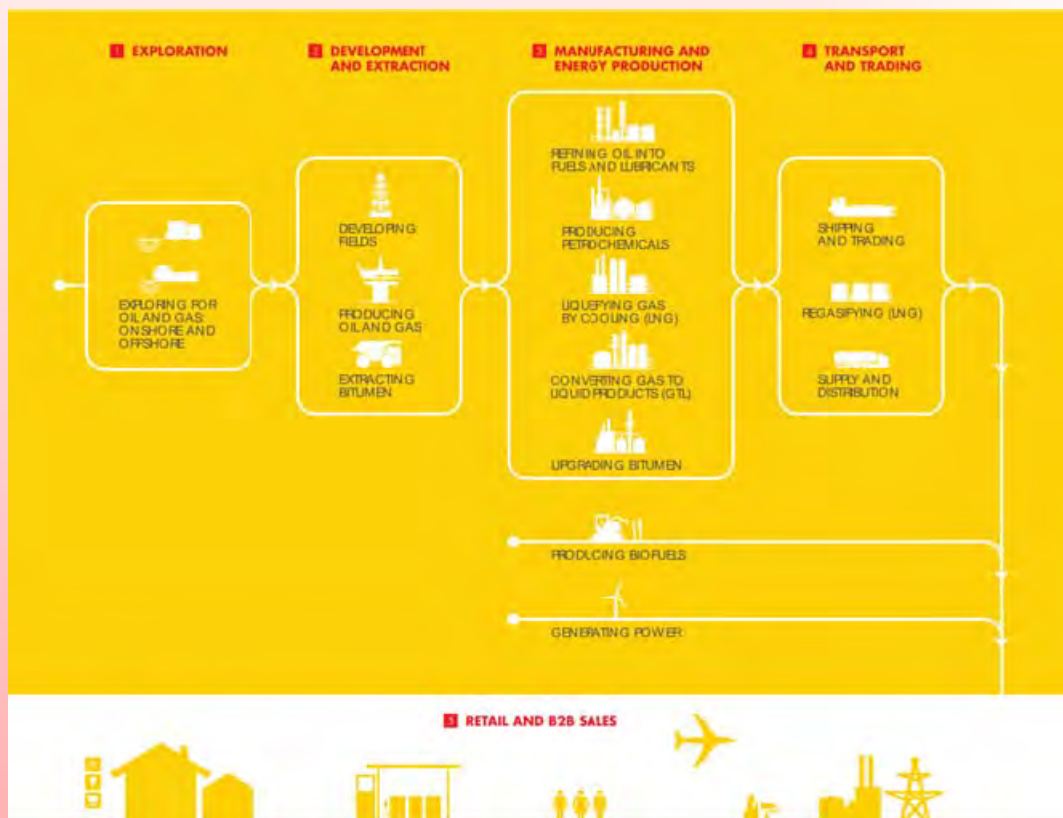 1 EXPLORATION
2 DEVELOPMENT
AND EXTRACTION
3 MANUFACTURING AND
ENERGY PRODUCTION
4 TRANSPORT
AND TRADING
EXPLORING FOR
OIL AND GAS:
ONSHORE AND
OFFSHORE
DEVELOPING
FIELDS
PRODUCING
OIL AND GAS
EXTRACTING
BITUMEN
REFINING OIL INTO
FUELS AND LUBRICANTS
PRODUCING
PETROCHEMICALS
LIQUEFYING GAS
BY COOLING (LNG)
CONVERTING GAS TO
LIQUID PRODUCTS (GTL)
UPGRADING BITUMEN
SHIPPING
AND TRADING
REGASIFYING (LNG)
SUPPLY AND
DISTRIBUTION
PRODUCING BIOFUELS
GENERATING POWER
5 RETAIL AND B2B SALES